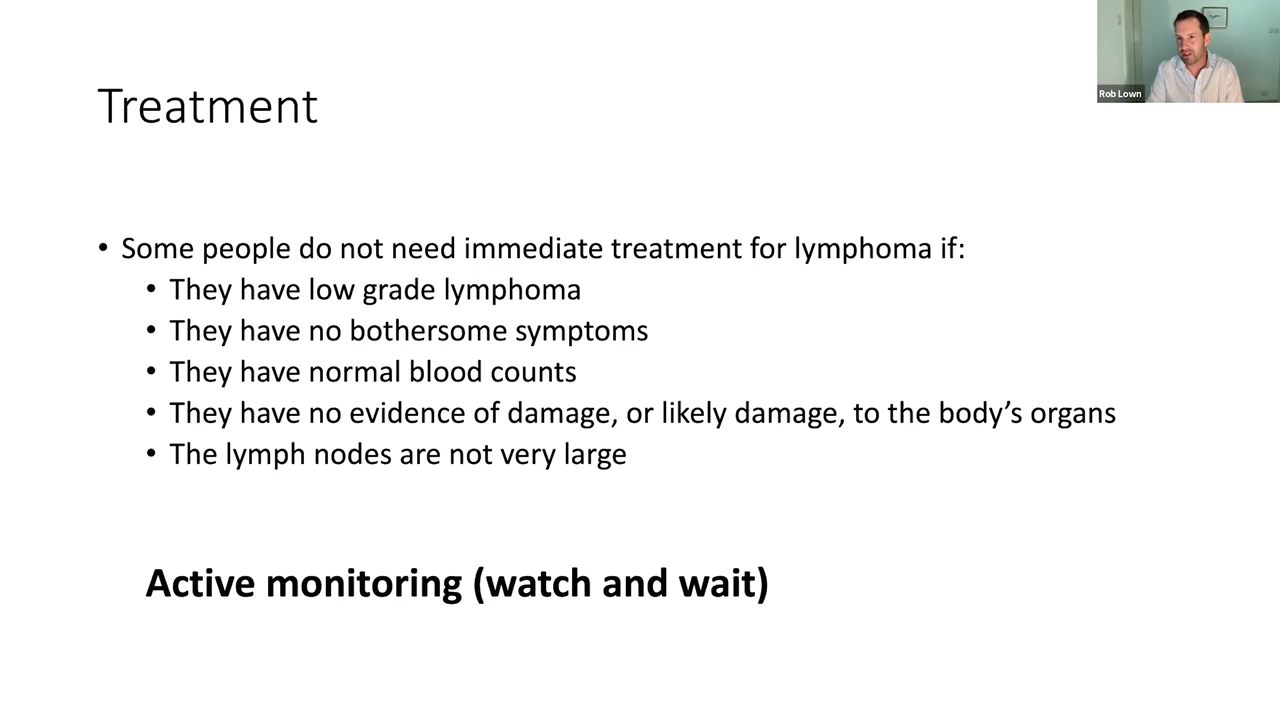 Rob Lown
Treatment
• Some people do not need immediate treatment for lymphoma if:
• They have low grade lymphoma
• They have no bothersome symptoms
• They have normal blood counts
• They have no evidence of damage, or likely damage, to the body’s organs
• The lymph nodes are not very large
Active monitoring (watch and wait)